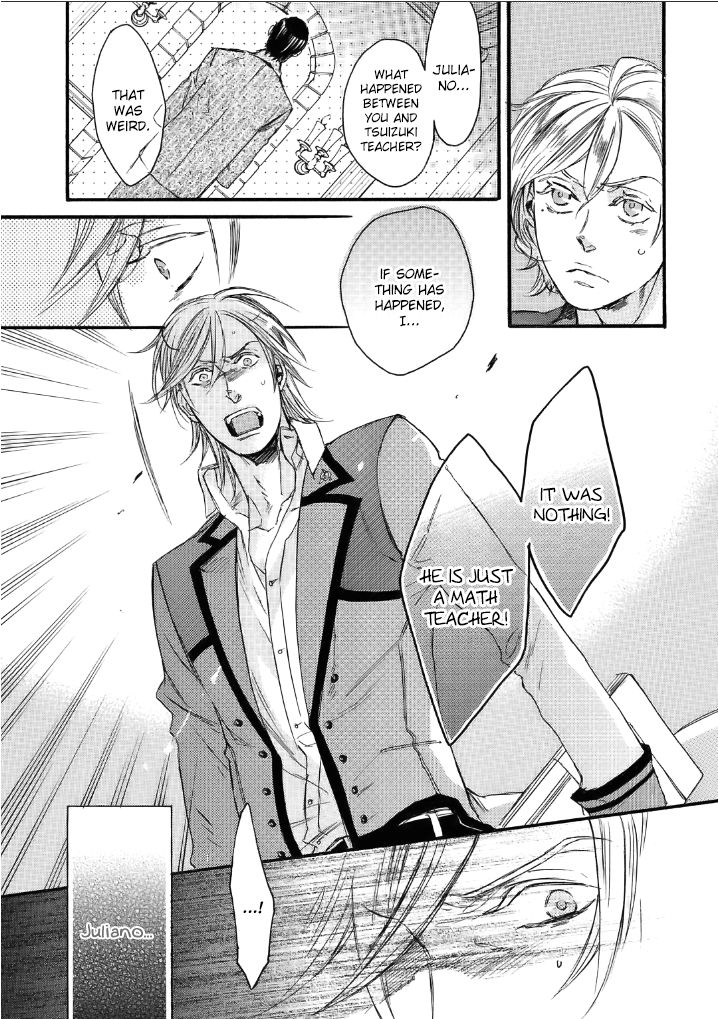 JULIA-
NO...
WHAT
HAPPENED
BETWEEN
YOU AND
TSUIZUKI
TEACHER?
THAT
WAS
WEIRD.
IF SOME-
THING HAS
HAPPENED,
I...
IT WAS
NOTHING!
HE IS JUST
A MATH
TEACHER!
...!
Juliano...